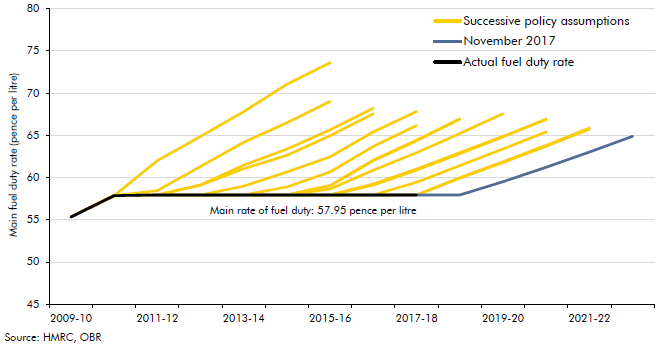 80
75
70
65
60
55
50
45
Main fuel duty rate (pence per litre)
Successive policy assumptions
November 2017
Actual fuel duty rate
Main rate of fuel duty: 57.95 pence per litre
2009-10 2011-12 2013-14 2015-16 2017-18 2019-20 2021-22
Source: HMRC, OBR